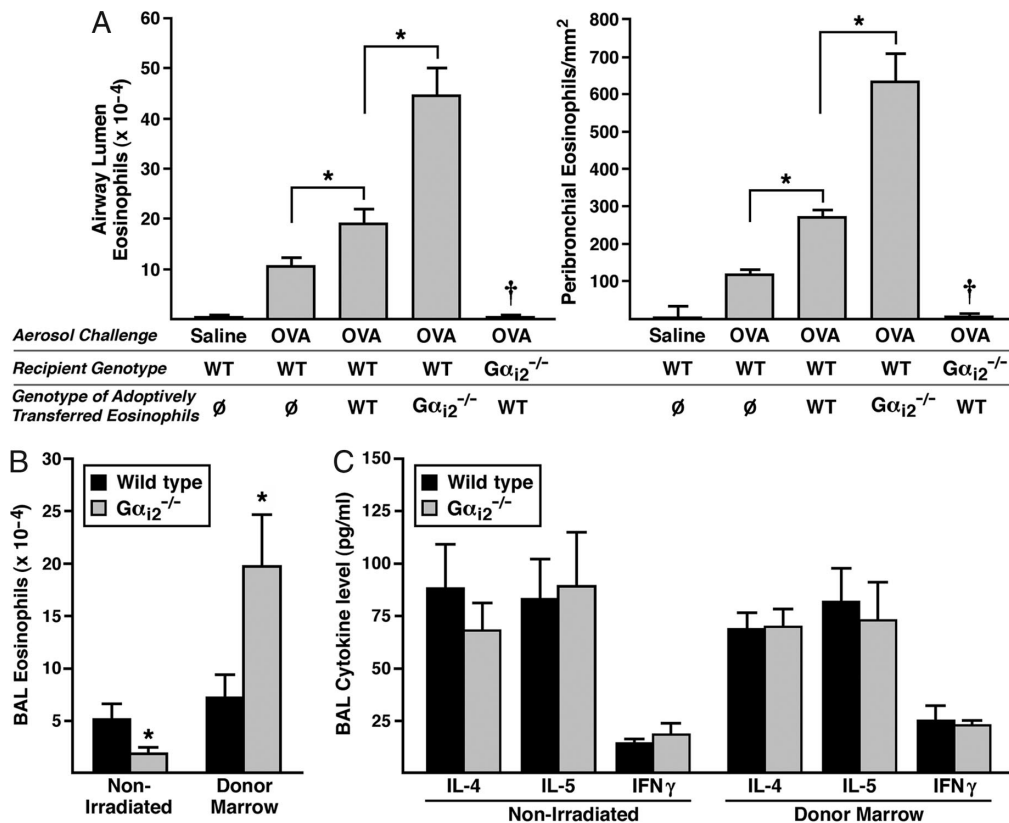 A
Airway Lumen
Eosinophils (x 10⁻⁴)
60
50
40
30
20
10
*
*
†
Peribronchial Eosinophils/mm²
800
700
600
500
400
300
200
100
*
*
†
Aerosol Challenge Saline OVA OVA OVA OVA Saline OVA OVA OVA OVA
Recipient Genotype WT WT WT WT Gαi2⁻/⁻ WT WT WT WT Gαi2⁻/⁻
Genotype of Adoptively
Transferred Eosinophils Ø Ø WT Gαi2⁻/⁻ WT Ø Ø WT Gαi2⁻/⁻ WT
B
BAL Eosinophils (x 10⁻⁴)
30
25
20
15
10
5
Wild type
Gαi2⁻/⁻
*
*
Non-
Irradiated
Donor
Marrow
C
BAL Cytokine level (pg/ml)
150
125
100
75
50
25
Wild type
Gαi2⁻/⁻
IL-4 IL-5 IFNγ IL-4 IL-5 IFNγ
Non-Irradiated Donor Marrow